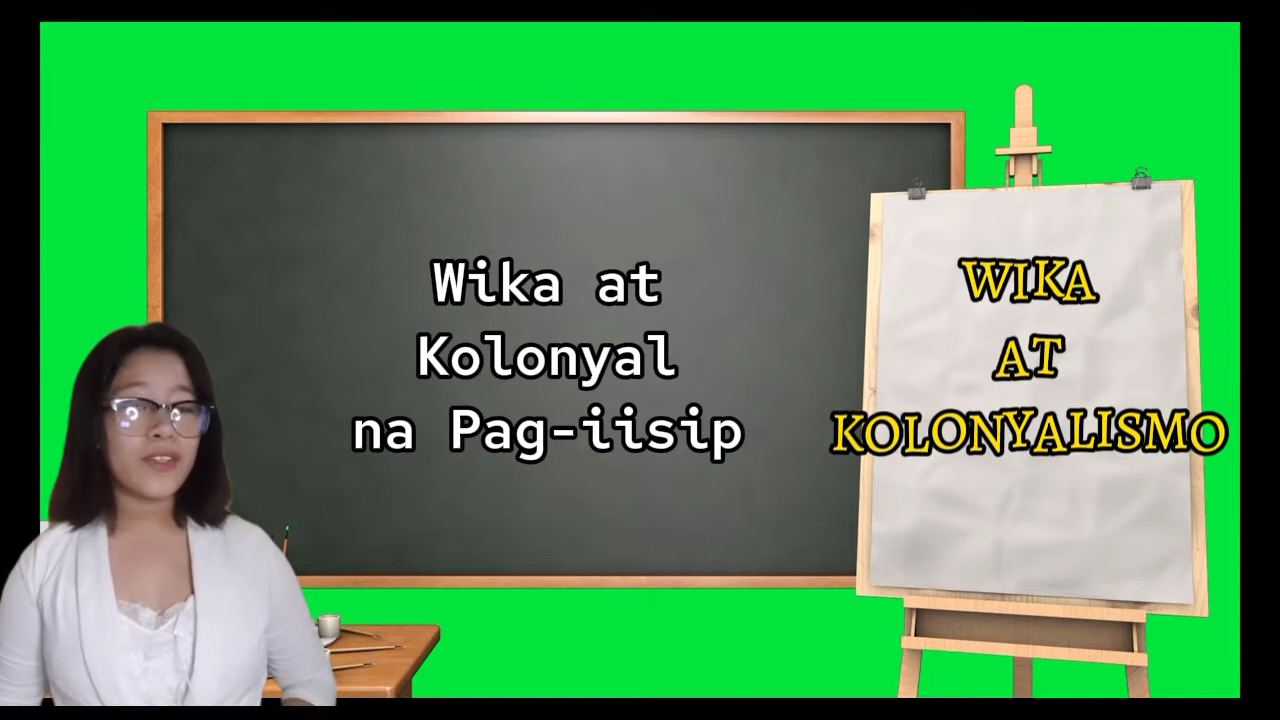 Wika at
Kolonyal
na Pag-iisip
WIKA
AT
KOLONYALISMO